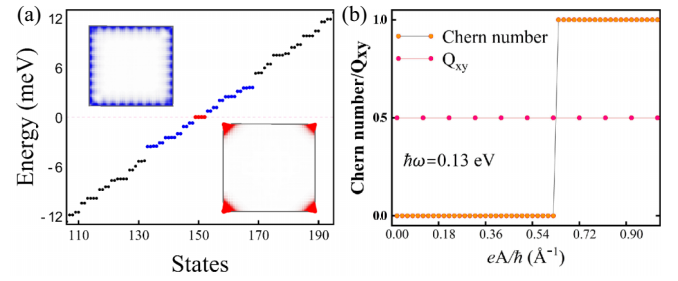 (a)
12
6
0
-6
-12
Energy (meV)
110 130 150 170 190
States
(b)
1.0
0.5
0.0
Chern number/Qxy
Chern number
Qxy
ℏω=0.13 eV
0.00 0.18 0.36 0.54 0.72 0.90
eA/ℏ (Å⁻¹)